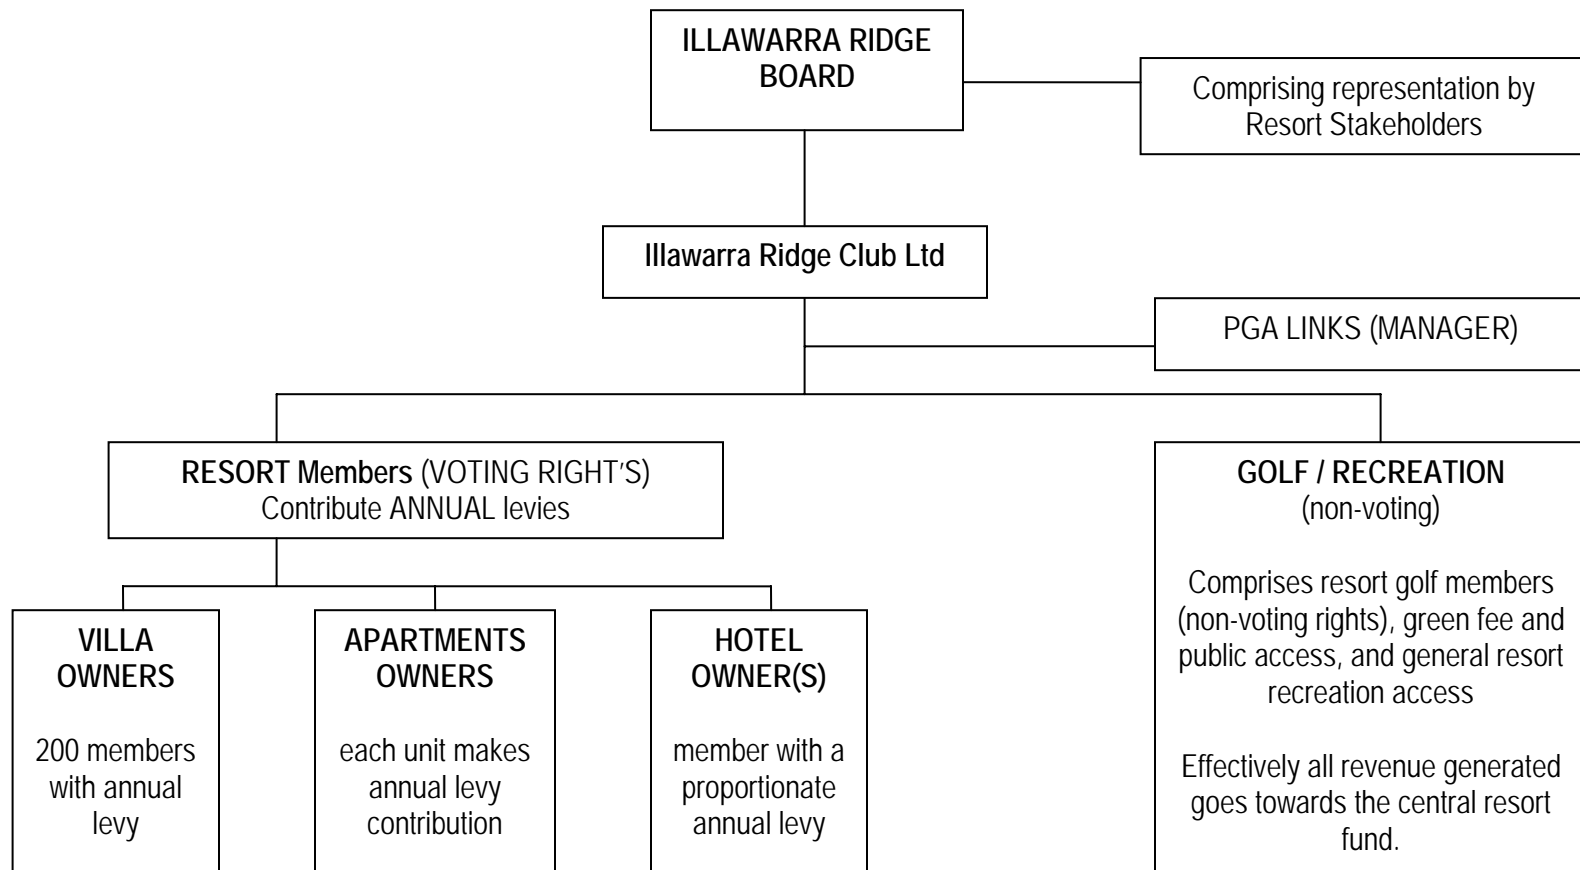 ILLAWARRA RIDGE
BOARD
Comprising representation by
Resort Stakeholders
Illawarra Ridge Club Ltd
PGA LINKS (MANAGER)
RESORT Members (VOTING RIGHT'S)
Contribute ANNUAL levies
GOLF / RECREATION
(non-voting)
Comprises resort golf members
(non-voting rights), green fee and
public access, and general resort
recreation access
Effectively all revenue generated
goes towards the central resort
fund.
VILLA
OWNERS
200 members
with annual
levy
APARTMENTS
OWNERS
each unit makes
annual levy
contribution
HOTEL
OWNER(S)
member with a
proportionate
annual levy